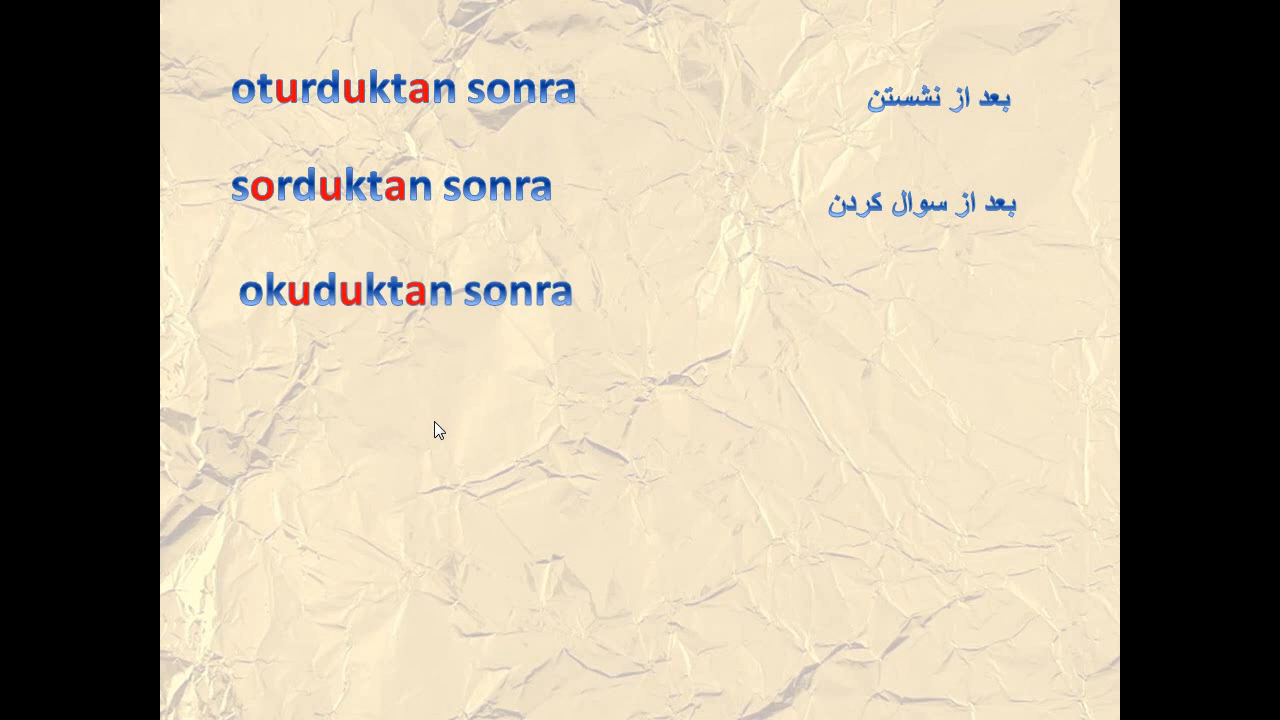 oturduktan sonra
بعد از نشستن
sorduktan sonra
بعد از سوال کردن
okuduktan sonra